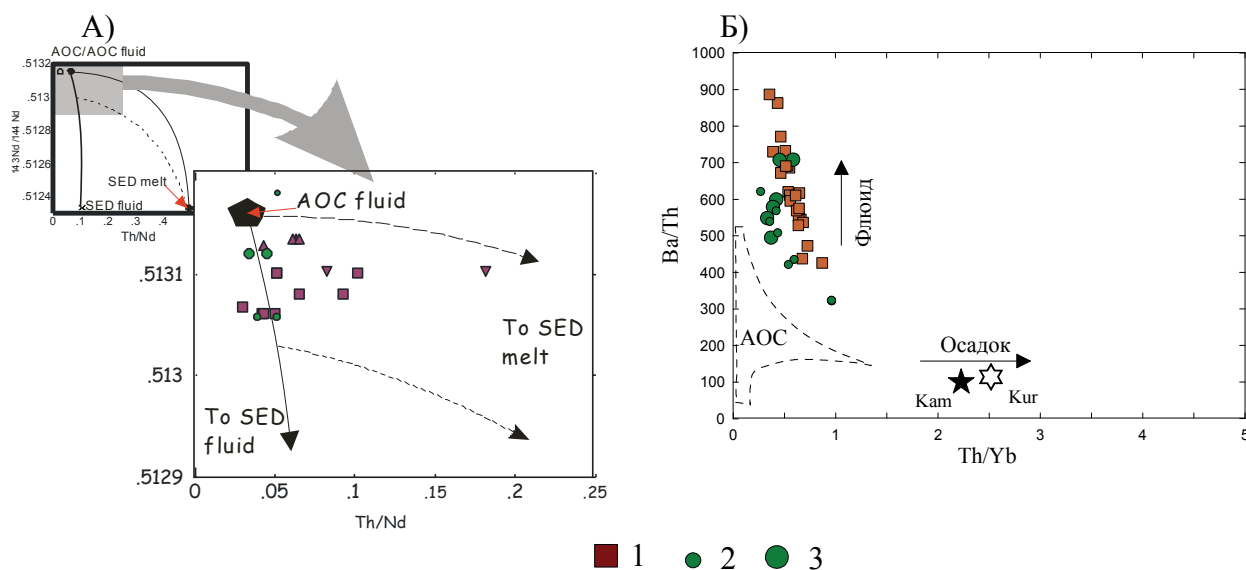 А)
AOC/AOC fluid
.5132
.513
.5128
.5126
.5124
143Nd/144 Nd
D
SED melt
SED fluid
0 .1 .2 .3 .4
Th/Nd
AOC fluid
.5131
.513
.5129
To SED
melt
To SED
fluid
0 .05 .1 .15 .2 .25
Th/Nd
Б)
1000
900
800
700
600
500
400
300
200
100
0
Ba/Th
Флюид
AOC
Осадок
Kam
Kur
0 1 2 3 4 5
Th/Yb
1 2 3